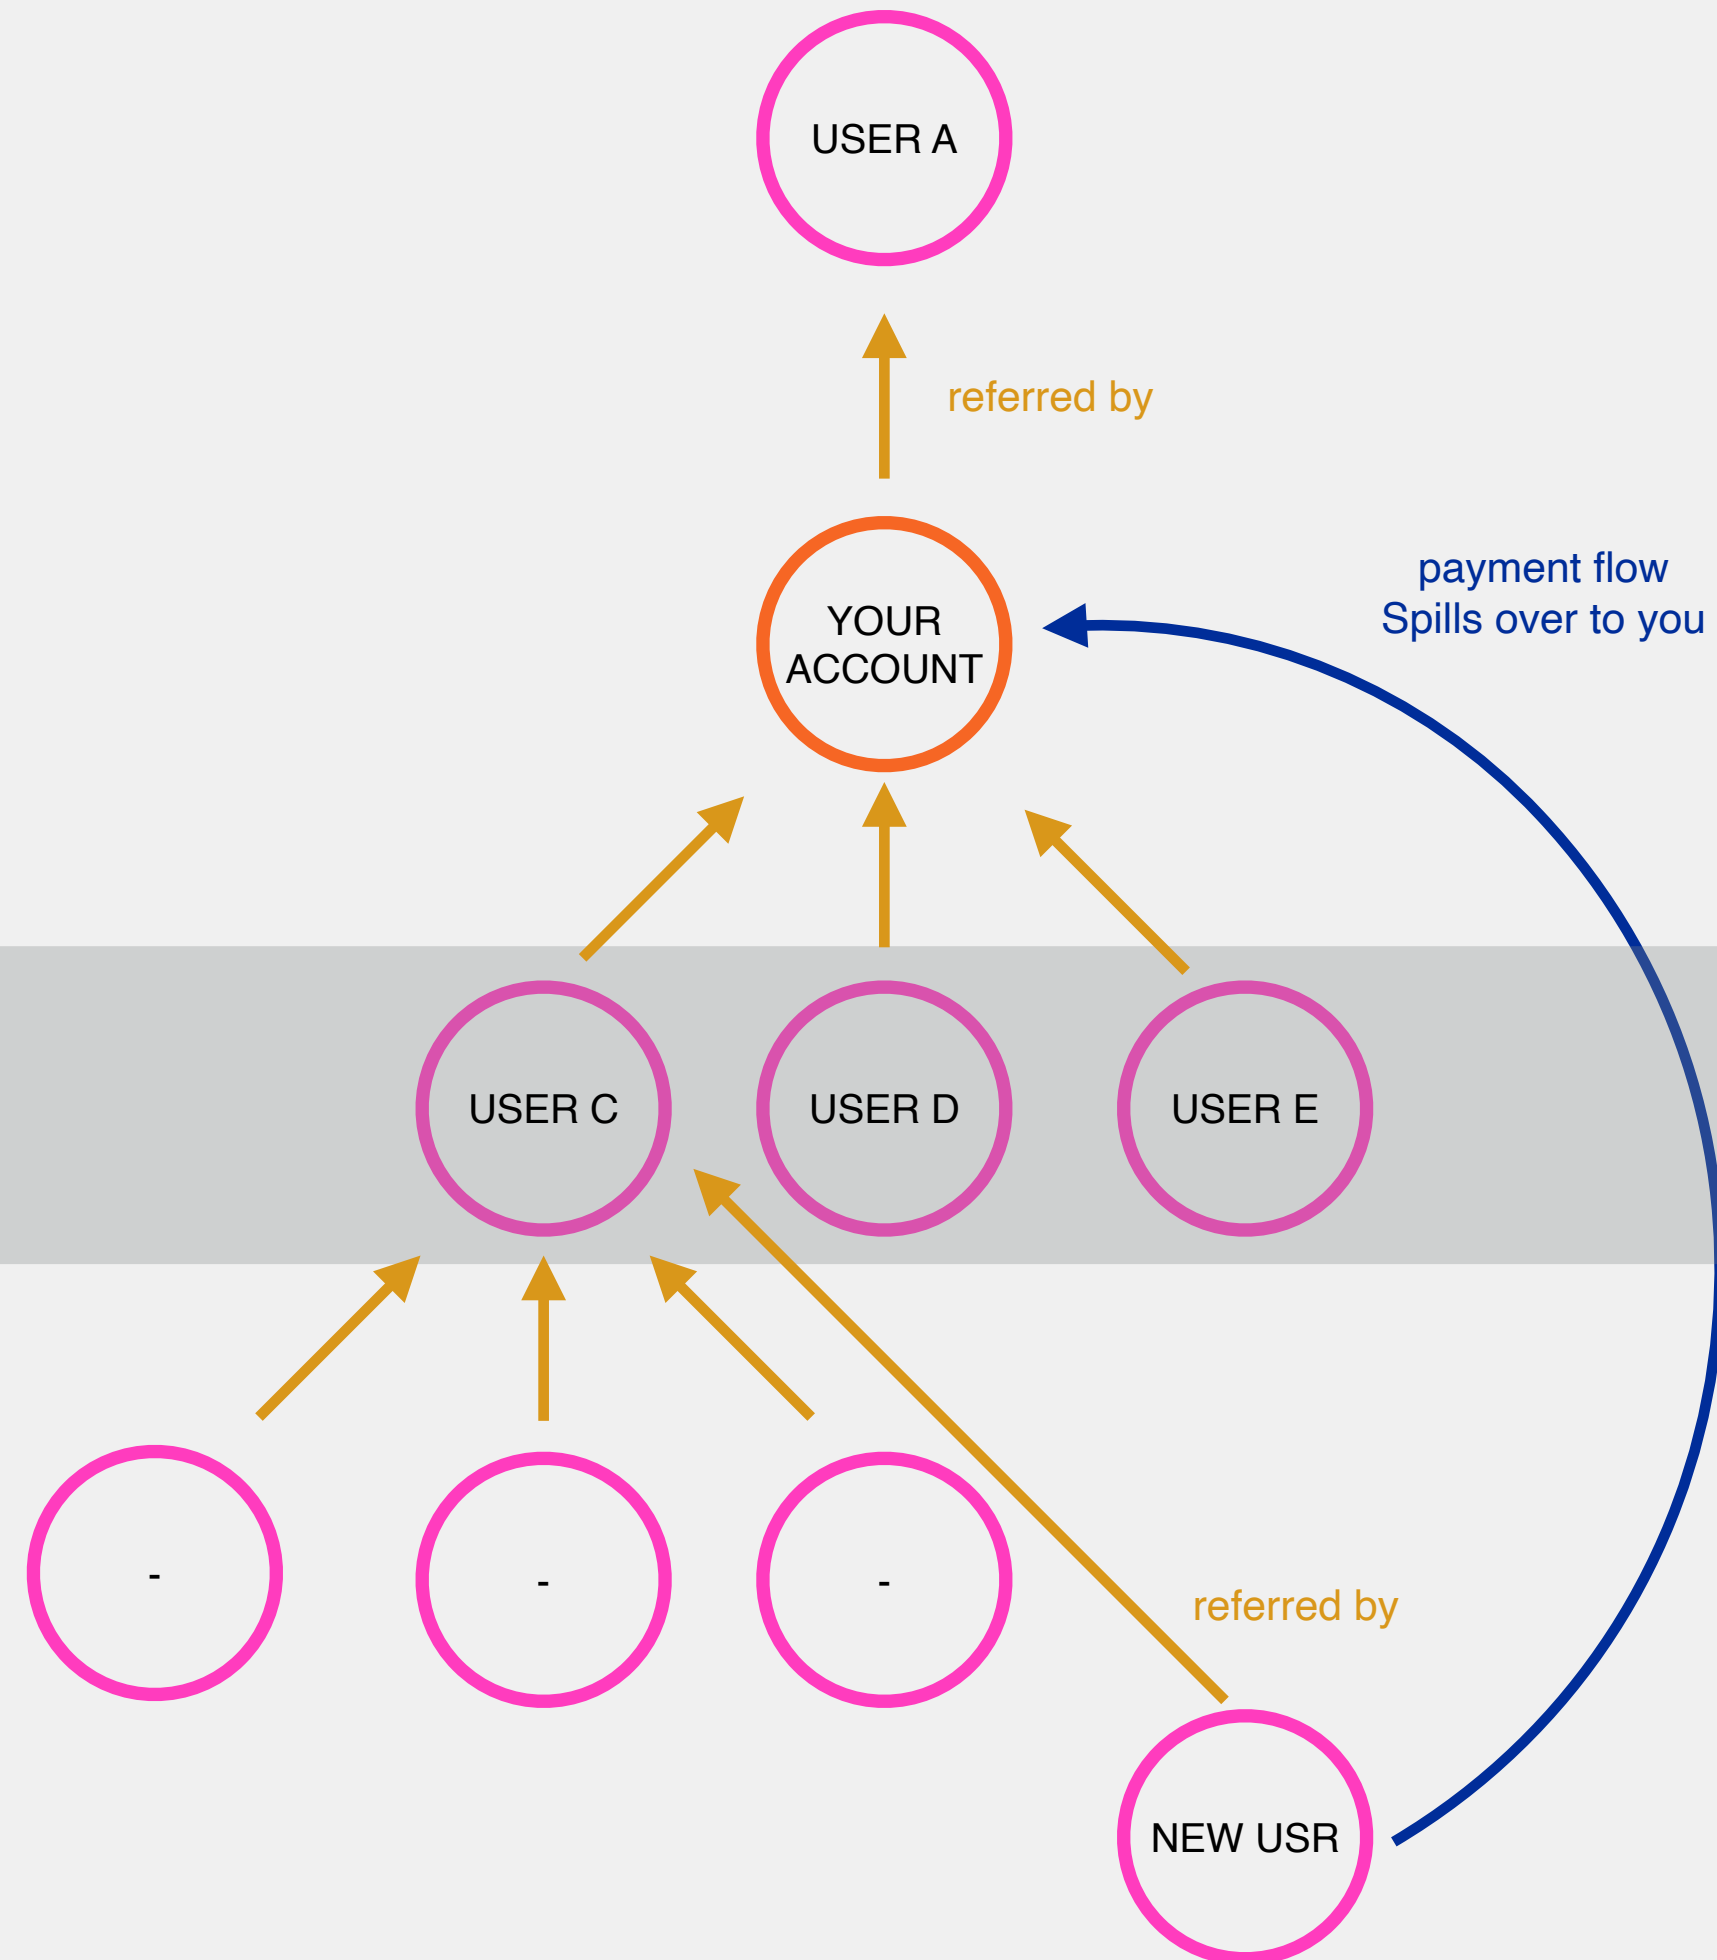 USER A
referred by
payment flow
Spills over to you
YOUR
ACCOUNT
USER C
USER D
USER E
-
-
-
referred by
NEW USR